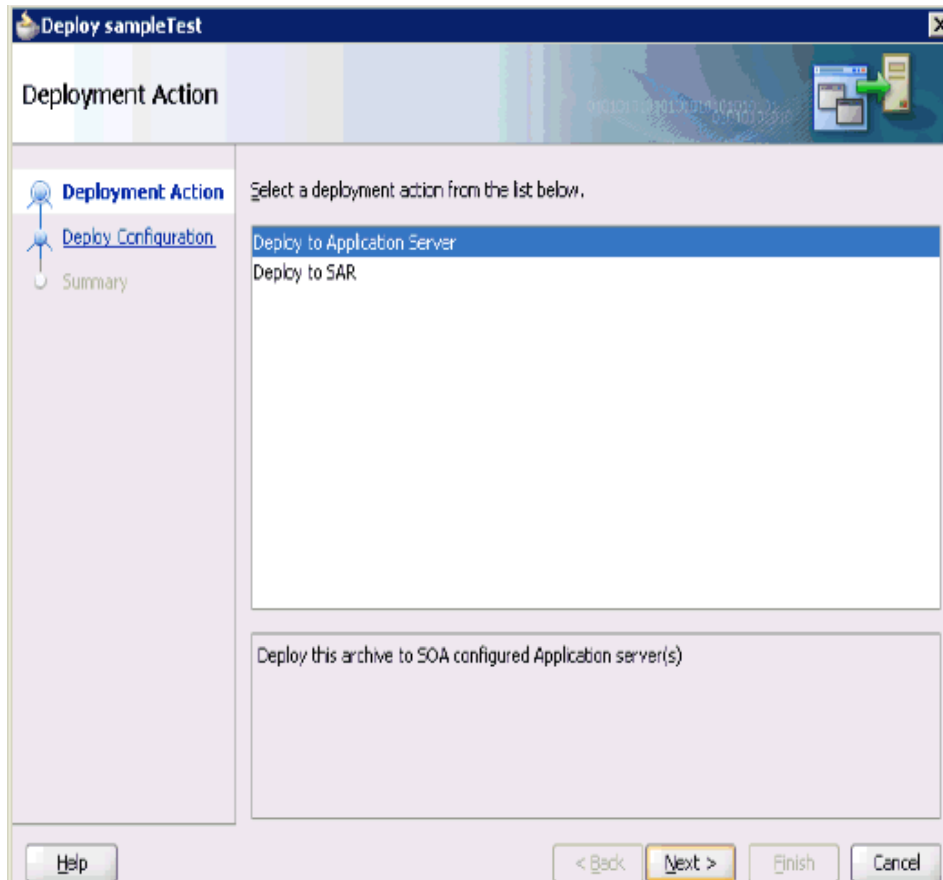 Deploy sampleTest
Deployment Action
Deployment Action
Deploy Configuration
Summary
Select a deployment action from the list below.
Deploy to Application Server
Deploy to SAR
Deploy this archive to SOA configured Application server(s)
Help
< Back
Next >
Finish
Cancel